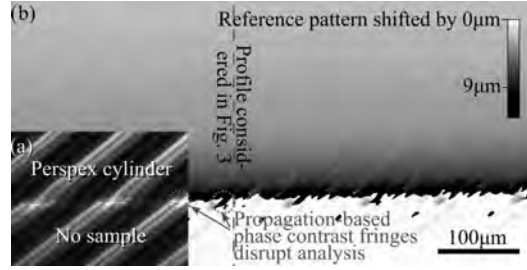 (b)
Reference pattern shifted by 0μm
9μm
Profile consid-
ered in Fig. 3
(a)
Perspex cylinder
No sample
Propagation-based
phase contrast fringes
disrupt analysis
100μm